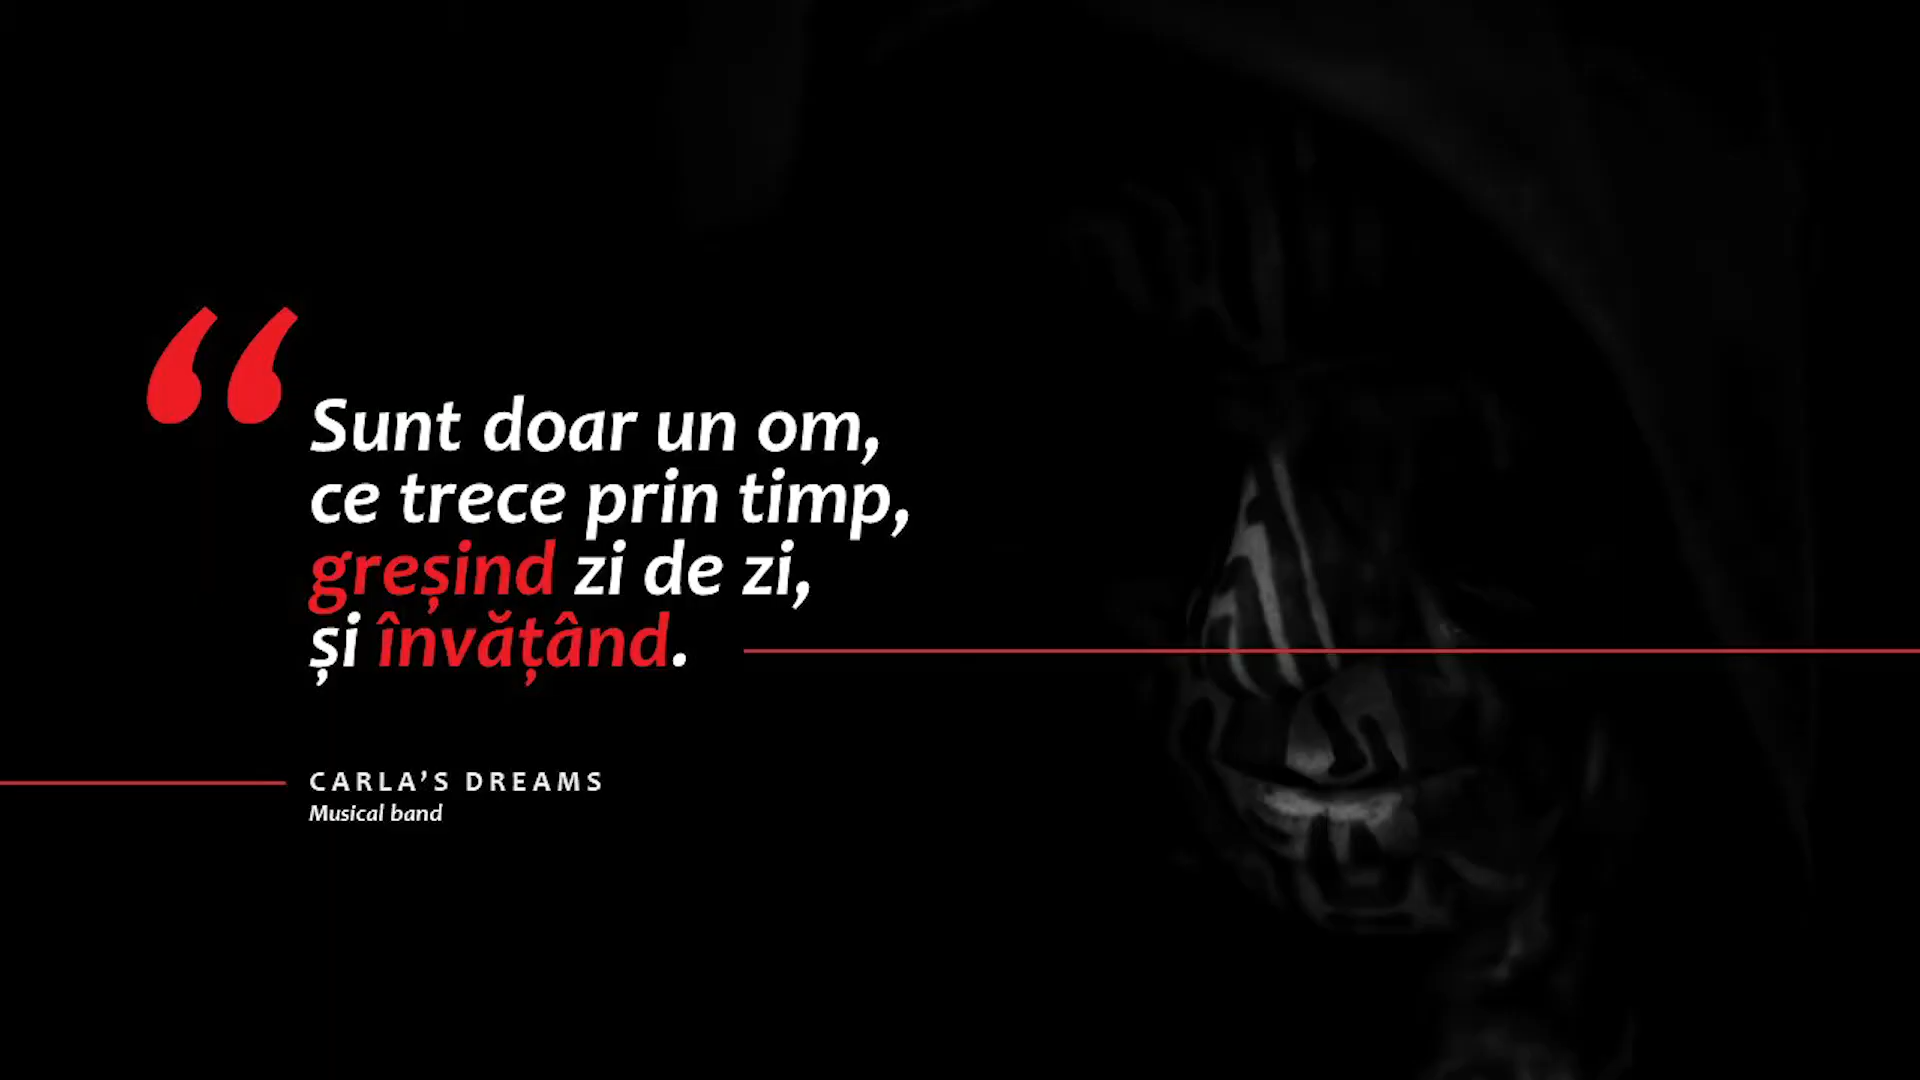 “Sunt doar un om,
ce trece prin timp,
greșind zi de zi,
și învățând.
CARLA’S DREAMS
Musical band